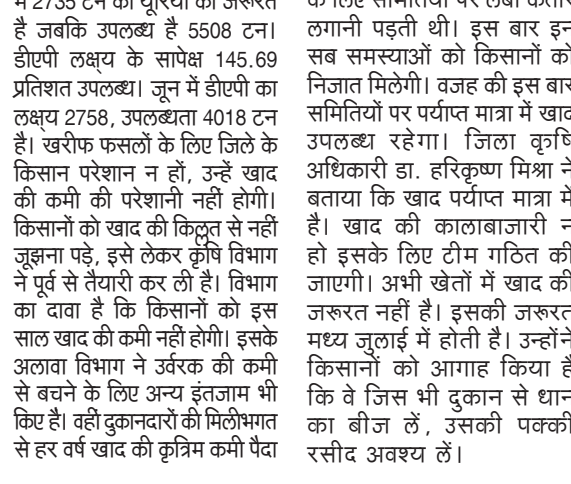 में 2735 टन की यूरिया की जरूरत
है जबकि उपलब्ध है 5508 टन।
डीएपी लक्ष्य के सापेक्ष 145.69
प्रतिशत उपलब्ध। जून में डीएपी का
लक्ष्य 2758, उपलब्धता 4018 टन
है। खरीफ फसलों के लिए जिले के
किसान परेशान न हों, उन्हें खाद
की कमी की परेशानी नहीं होगी।
किसानों को खाद की किल्लत से नहीं
जूझना पड़े, इसे लेकर कृषि विभाग
ने पूर्व से तैयारी कर ली है। विभाग
का दावा है कि किसानों को इस
साल खाद की कमी नहीं होगी। इसके
अलावा विभाग ने उर्वरक की कमी
से बचने के लिए अन्य इंतजाम भी
किए है। वहीं दुकानदारों की मिलीभगत
से हर वर्ष खाद की कृत्रिम कमी पैदा
के लिए समितियों पर लंबी कतार
लगानी पड़ती थी। इस बार इन
सब समस्याओं को किसानों को
निजात मिलेगी। वजह की इस बार
समितियों पर पर्याप्त मात्रा में खाद
उपलब्ध रहेगा। जिला कृषि
अधिकारी डा. हरिकृष्ण मिश्रा ने
बताया कि खाद पर्याप्त मात्रा में
है। खाद की कालाबाजारी न
हो इसके लिए टीम गठित की
जाएगी। अभी खेतों में खाद की
जरूरत नहीं है। इसकी जरूरत
मध्य जुलाई में होती है। उन्होंने
किसानों को आगाह किया है
कि वे जिस भी दुकान से धान
का बीज लें, उसकी पक्की
रसीद अवश्य लें।